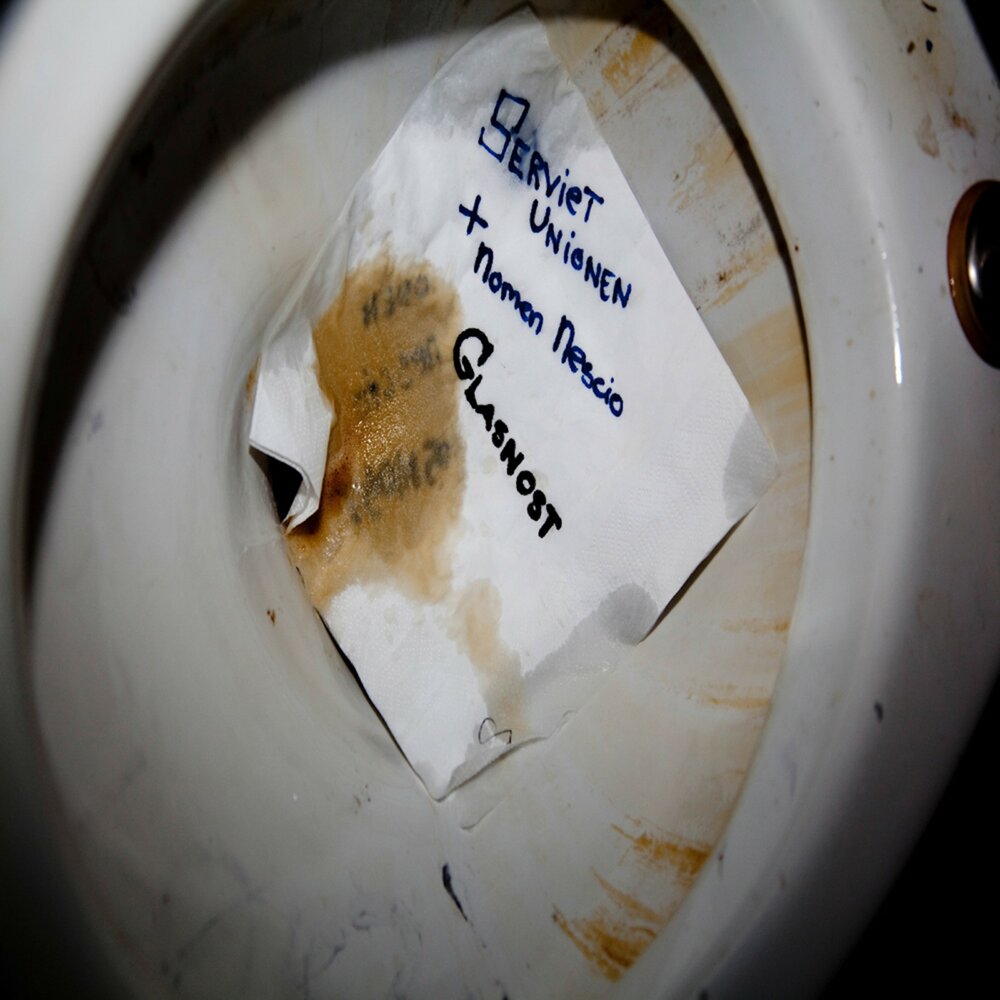 SERVIET
UNIONEN
+ Nomen Nescio
GLASNOST